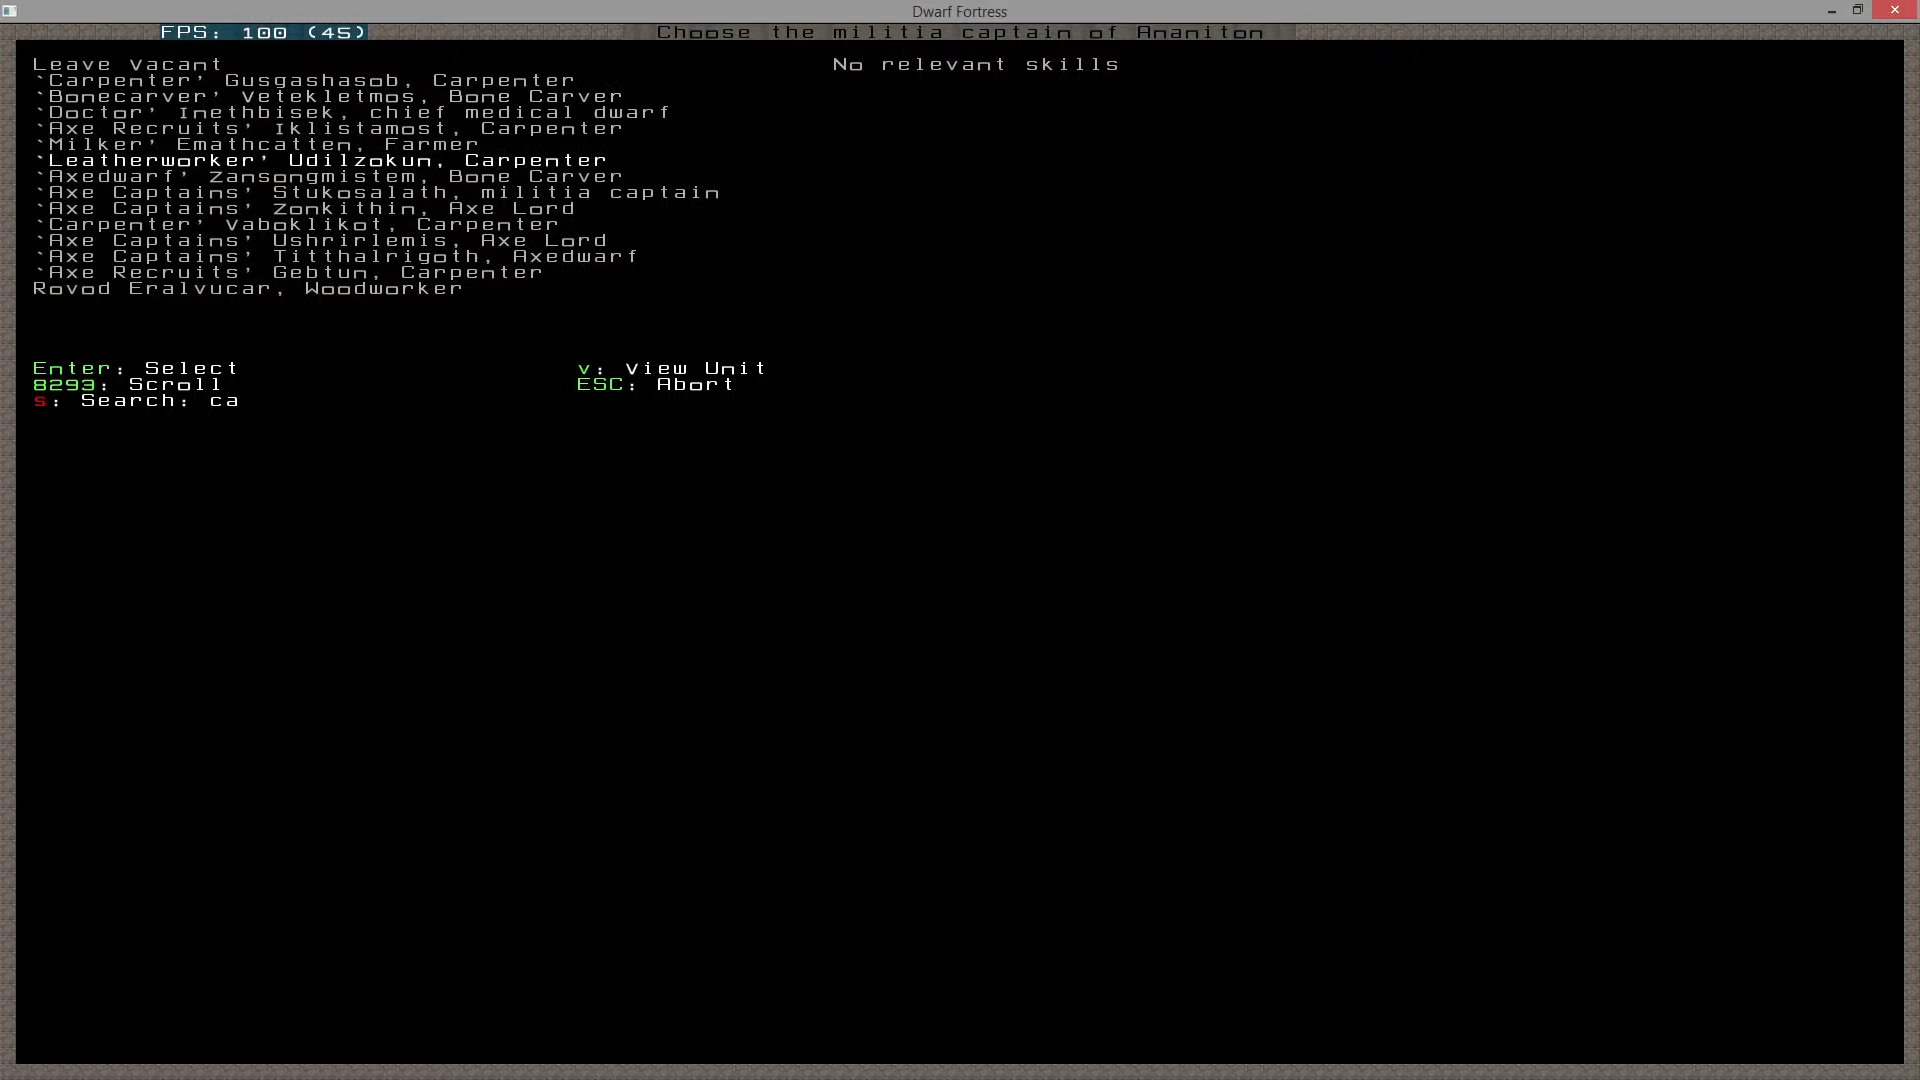 Dwarf Fortress
FPS: 100 (45)
Choose the militia captain of Ananiton
Leave Vacant
No relevant skills
`Carpenter' Gusgashasob, Carpenter
`Bonecarver' Vetekletmos, Bone Carver
`Doctor' Inethbisek, chief medical dwarf
`Axe Recruits' Iklistamost, Carpenter
`Milker' Emathcatten, Farmer
`Leatherworker' Udilzokun, Carpenter
`Axedwarf' Zansongmistem, Bone Carver
`Axe Captains' Stukosalath, militia captain
`Axe Captains' Zonkithin, Axe Lord
`Carpenter' Vaboklikot, Carpenter
`Axe Captains' Ushrirlemis, Axe Lord
`Axe Captains' Titthalrigoth, Axedwarf
`Axe Recruits' Gebtun, Carpenter
Rovod Eralvucar, Woodworker
Enter: Select
v: View Unit
8293: Scroll
ESC: Abort
s: Search: ca